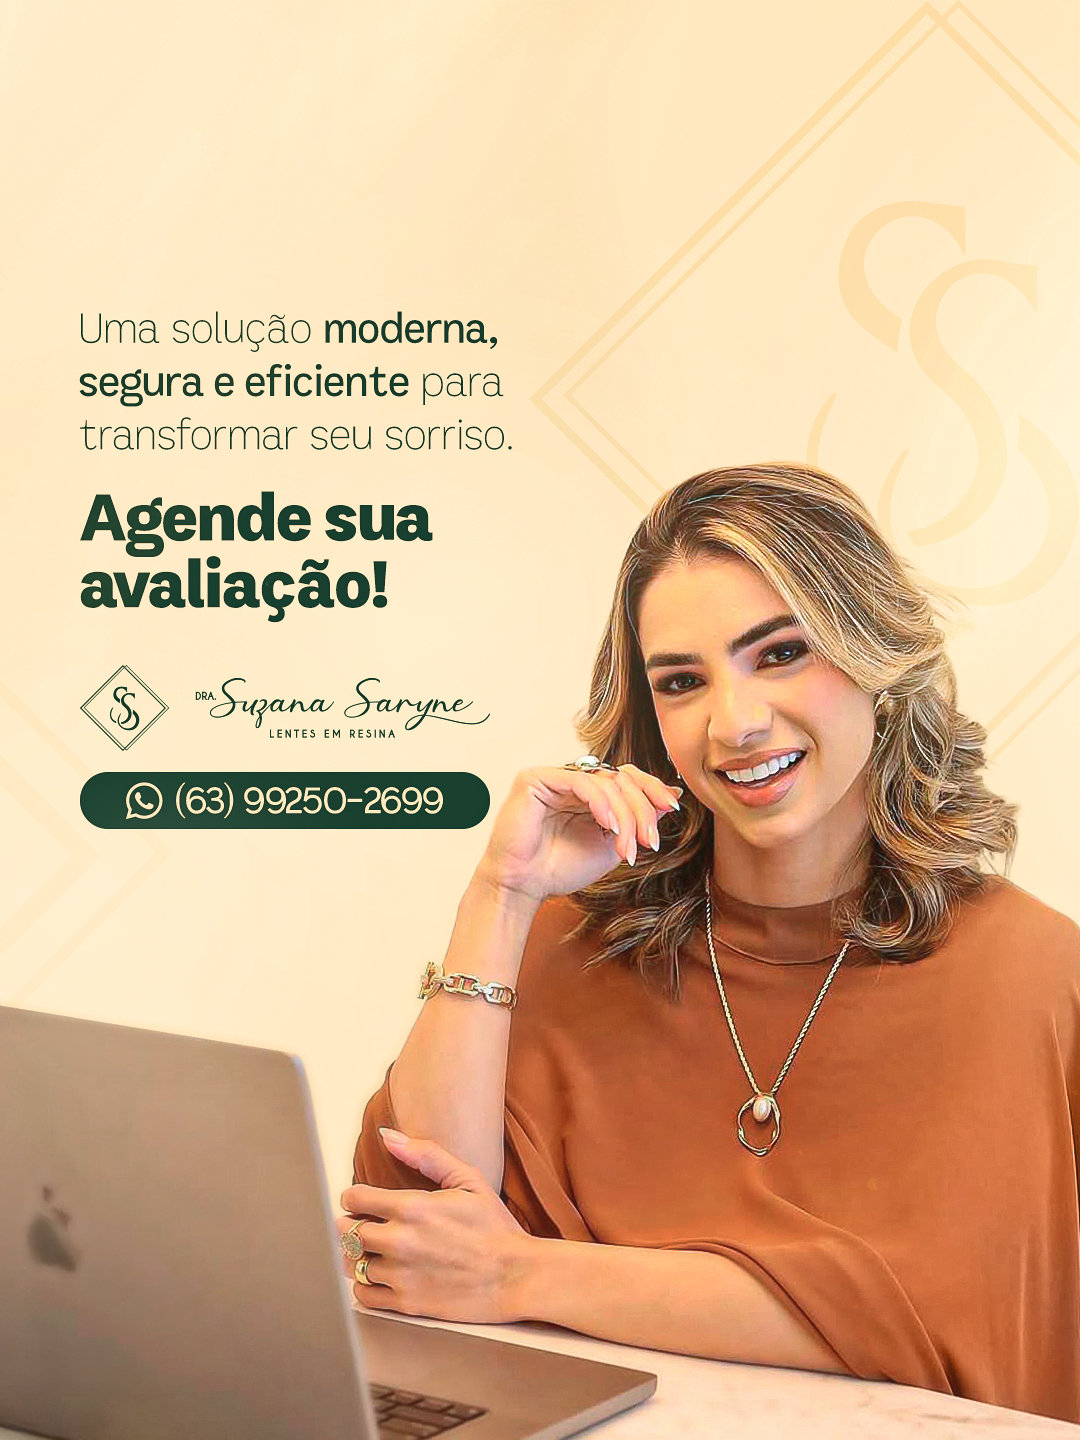 Uma solução moderna,
segura e eficiente para
transformar seu sorriso.
Agende sua
avaliação!
SS
DRA. Suzana Saryne
LENTES EM RESINA
(63) 99250-2699